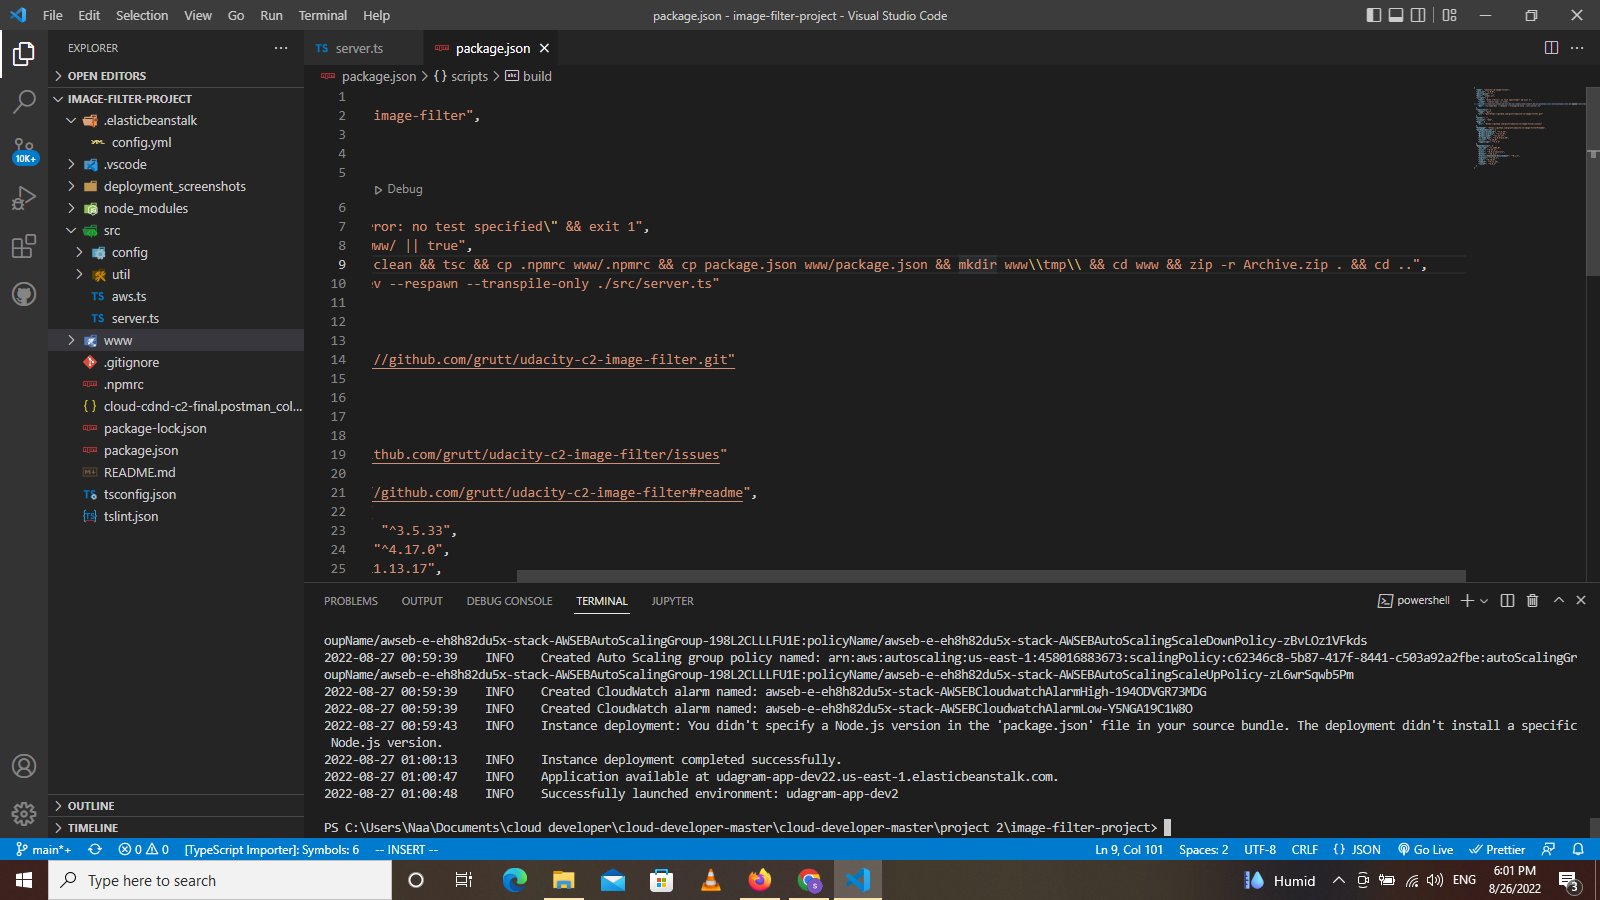 File Edit Selection View Go Run Terminal Help
package.json - image-filter-project - Visual Studio Code
EXPLORER
OPEN EDITORS
IMAGE-FILTER-PROJECT
.elasticbeanstalk
config.yml
.vscode
deployment_screenshots
node_modules
src
config
util
TS aws.ts
TS server.ts
www
.gitignore
.npmrc
{ } cloud-cdnd-c2-final.postman_col...
package-lock.json
package.json
README.md
tsconfig.json
tslint.json
OUTLINE
TIMELINE
10K+
TS server.ts
package.json
package.json > { } scripts > abc build
1
2 image-filter",
3
4
5
Debug
6
7 ror: no test specified\" && exit 1",
8 ww/ || true",
9 clean && tsc && cp .npmrc www/.npmrc && cp package.json www/package.json && mkdir www\\tmp\\ && cd www && zip -r Archive.zip . && cd ..",
10 ev --respawn --transpile-only ./src/server.ts"
11
12
13
14 //github.com/grutt/udacity-c2-image-filter.git"
15
16
17
18
19 thub.com/grutt/udacity-c2-image-filter/issues"
20
21 //github.com/grutt/udacity-c2-image-filter#readme",
22
23 "^3.5.33",
24 "^4.17.0",
25 11.13.17",
PROBLEMS OUTPUT DEBUG CONSOLE TERMINAL JUPYTER
powershell
oupName/awseb-e-eh8h82du5x-stack-AWSEBAutoScalingGroup-198L2CLLLFU1E:policyName/awseb-e-eh8h82du5x-stack-AWSEBAutoScalingScaleDownPolicy-zBvLOz1VFkds
2022-08-27 00:59:39 INFO Created Auto Scaling group policy named: arn:aws:autoscaling:us-east-1:458016883673:scalingPolicy:c62346c8-5b87-417f-8441-c503a92a2fbe:autoScalingGr
oupName/awseb-e-eh8h82du5x-stack-AWSEBAutoScalingGroup-198L2CLLLFU1E:policyName/awseb-e-eh8h82du5x-stack-AWSEBAutoScalingScaleUpPolicy-zL6wrSqwb5Pm
2022-08-27 00:59:39 INFO Created CloudWatch alarm named: awseb-e-eh8h82du5x-stack-AWSEBCloudwatchAlarmHigh-194ODVGR73MDG
2022-08-27 00:59:39 INFO Created CloudWatch alarm named: awseb-e-eh8h82du5x-stack-AWSEBCloudwatchAlarmLow-Y5NGA19C1W8O
2022-08-27 00:59:43 INFO Instance deployment: You didn't specify a Node.js version in the 'package.json' file in your source bundle. The deployment didn't install a specific
Node.js version.
2022-08-27 01:00:13 INFO Instance deployment completed successfully.
2022-08-27 01:00:47 INFO Application available at udagram-app-dev22.us-east-1.elasticbeanstalk.com.
2022-08-27 01:00:48 INFO Successfully launched environment: udagram-app-dev2
PS C:\Users\Naa\Documents\cloud developer\cloud-developer-master\cloud-developer-master\project 2\image-filter-project>
main*+ 0 0 [TypeScript Importer]: Symbols: 6 -- INSERT --
Ln 9, Col 101 Spaces: 2 UTF-8 CRLF { } JSON Go Live Prettier
Type here to search
Humid
ENG
6:01 PM
8/26/2022
3